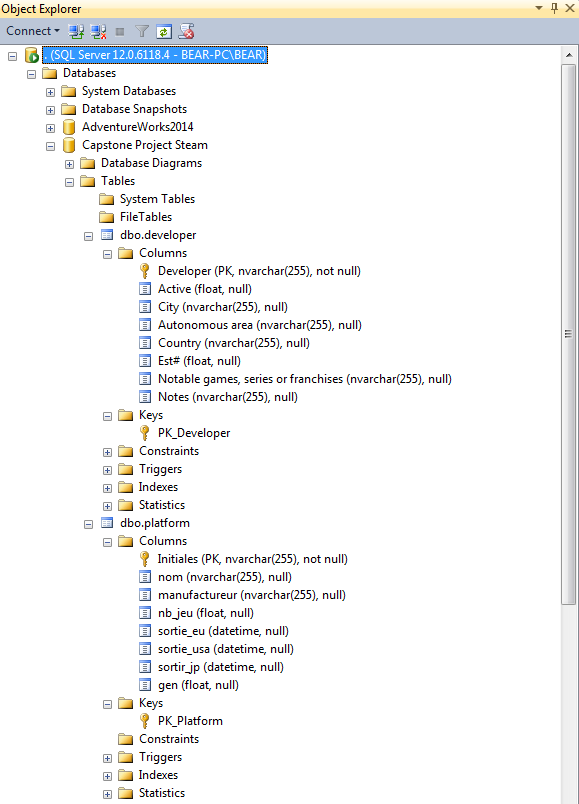 Object Explorer
Connect
. (SQL Server 12.0.6118.4 - BEAR-PC\BEAR)
Databases
System Databases
Database Snapshots
AdventureWorks2014
Capstone Project Steam
Database Diagrams
Tables
System Tables
FileTables
dbo.developer
Columns
Developer (PK, nvarchar(255), not null)
Active (float, null)
City (nvarchar(255), null)
Autonomous area (nvarchar(255), null)
Country (nvarchar(255), null)
Est# (float, null)
Notable games, series or franchises (nvarchar(255), null)
Notes (nvarchar(255), null)
Keys
PK_Developer
Constraints
Triggers
Indexes
Statistics
dbo.platform
Columns
Initiales (PK, nvarchar(255), not null)
nom (nvarchar(255), null)
manufactureur (nvarchar(255), null)
nb_jeu (float, null)
sortie_eu (datetime, null)
sortie_usa (datetime, null)
sortir_jp (datetime, null)
gen (float, null)
Keys
PK_Platform
Constraints
Triggers
Indexes
Statistics